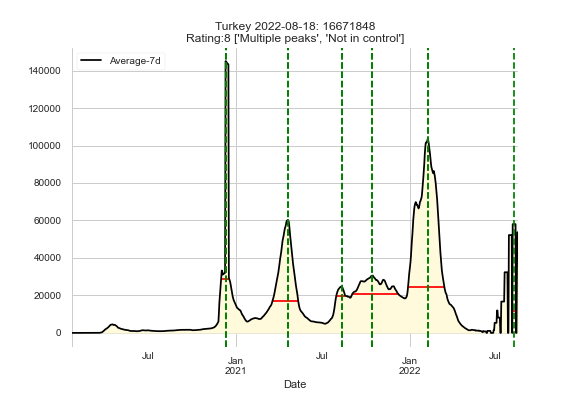 Turkey 2022-08-18: 16671848
Rating:8 ['Multiple peaks', 'Not in control']
Average-7d
140000
120000
100000
80000
60000
40000
20000
0
Jul
Jan
2021
Jul
Jan
2022
Jul
Date